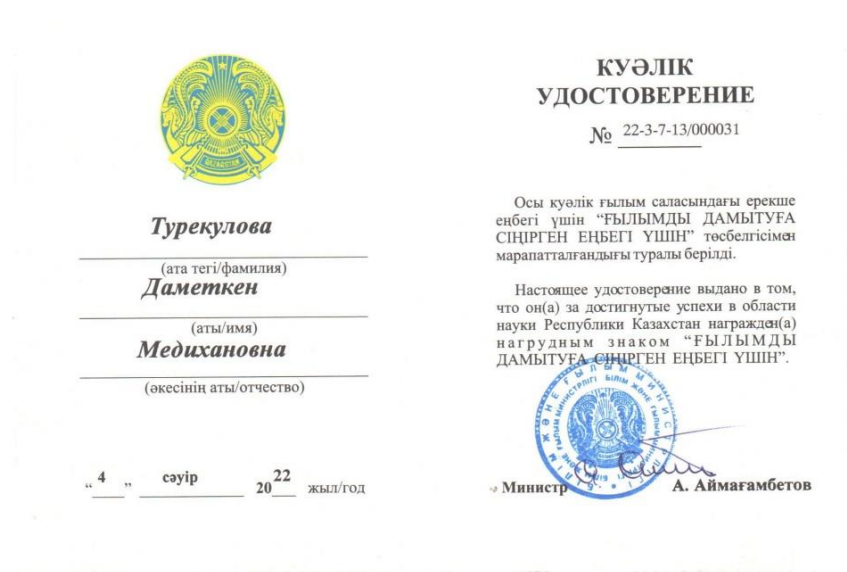 ҚАЗАҚСТАН
Турекулова
(ата тегі/фамилия)
Даметкен
(аты/имя)
Медихановна
(әкесінің аты/отчество)
“ 4 ” сәуір 20 22 жыл/год
КУӘЛІК
УДОСТОВЕРЕНИЕ
№ 22-3-7-13/000031
Осы куәлік ғылым саласындағы ерекше
еңбегі үшін “ҒЫЛЫМДЫ ДАМЫТУҒА
СІҢІРГЕН ЕҢБЕГІ ҮШІН” төсбелгісімен
марапатталғандығы туралы берілді.
Настоящее удостоверение выдано в том,
что он(а) за достигнутые успехи в области
науки Республики Казахстан награжден(а)
нагрудным знаком “ҒЫЛЫМДЫ
ДАМЫТУҒА СІҢІРГЕН ЕҢБЕГІ ҮШІН”.
Министр А. Аймағамбетов